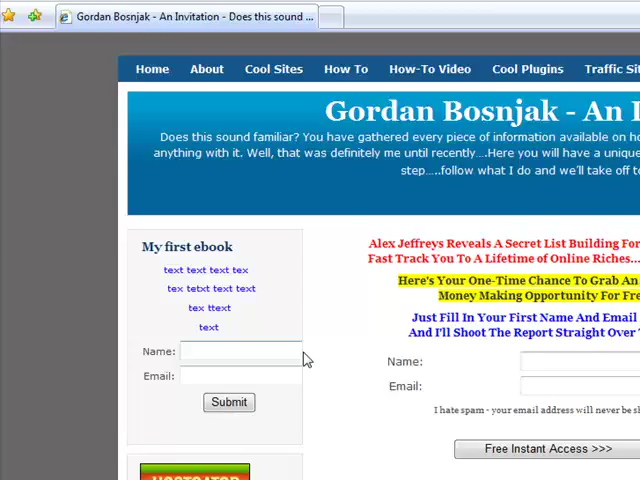 Gordan Bosnjak - An Invitation - Does this sound ...
Home About Cool Sites How To How-To Video Cool Plugins Traffic Sit
Gordan Bosnjak - An I
Does this sound familiar? You have gathered every piece of information available on ho
anything with it. Well, that was definitely me until recently....Here you will have a unique
step.....follow what I do and we'll take off to
My first ebook
text text text tex
tex tetxt text text
tex ttext
text
Name:
Email:
Submit
Alex Jeffreys Reveals A Secret List Building For
Fast Track You To A Lifetime of Online Riches...
Here's Your One-Time Chance To Grab An
Money Making Opportunity For Fre
Just Fill In Your First Name And Email
And I'll Shoot The Report Straight Over
Name:
Email:
I hate spam - your email address will never be sh
Free Instant Access >>>
HOSTGATOR